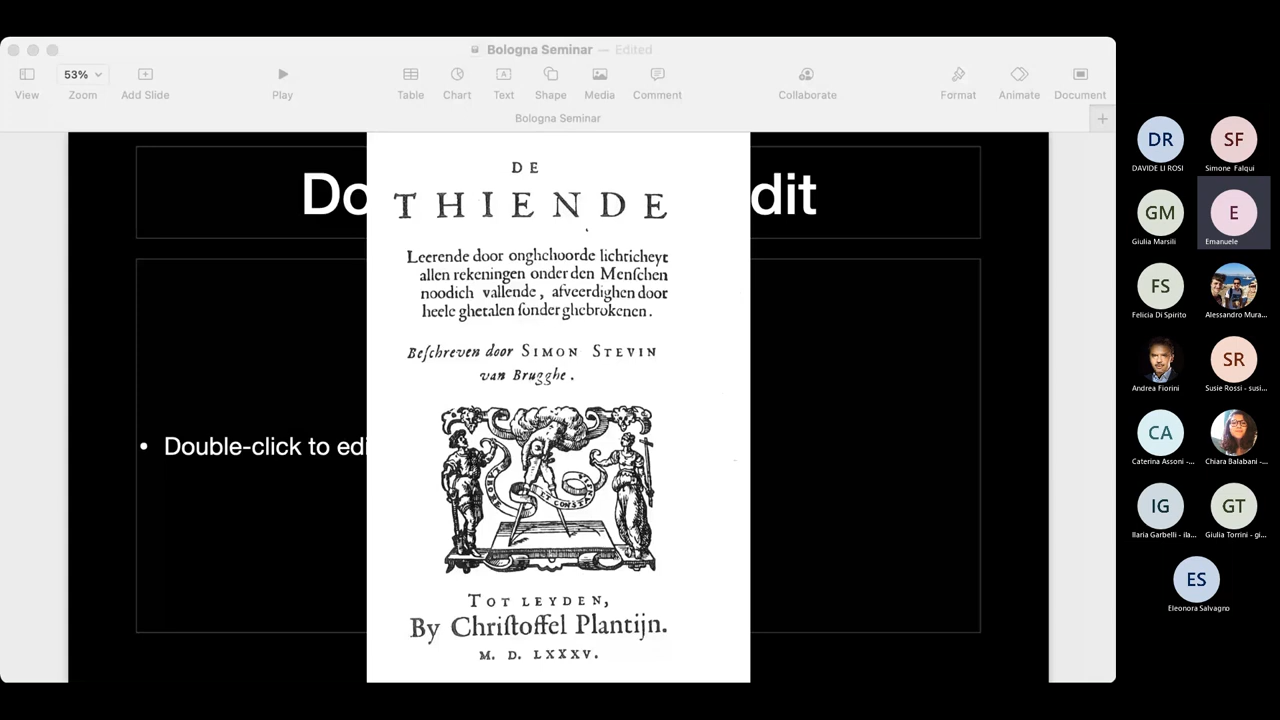 Bologna Seminar — Edited
53%
View
Zoom
Add Slide
Play
Table
Chart
Text
Shape
Media
Comment
Collaborate
Format
Animate
Document
Bologna Seminar
Do
dit
• Double-click to edi
DE
THIENDE
Leerende door onghehoorde lichticheyt
allen rekeningen onder den Menſchen
noodich vallende, afveerdighen door
heele ghetalen ſonder ghebrokenen.
Beſchreven door SIMON STEVIN
van Brugghe.
LABORE
ET CONSTA
TOT LEYDEN,
By Chriſtoffel Plantijn.
M. D. LXXXV.
DR
DAVIDE LI ROSI
SF
Simone Falqui
GM
Giulia Marsili
E
Emanuele
FS
Felicia Di Spirito
Alessandro Mura...
Andrea Fiorini
SR
Susie Rossi - susi...
CA
Caterina Assoni -...
Chiara Balabani -...
IG
Ilaria Garbelli - ila...
GT
Giulia Torrini - gi...
ES
Eleonora Salvagno